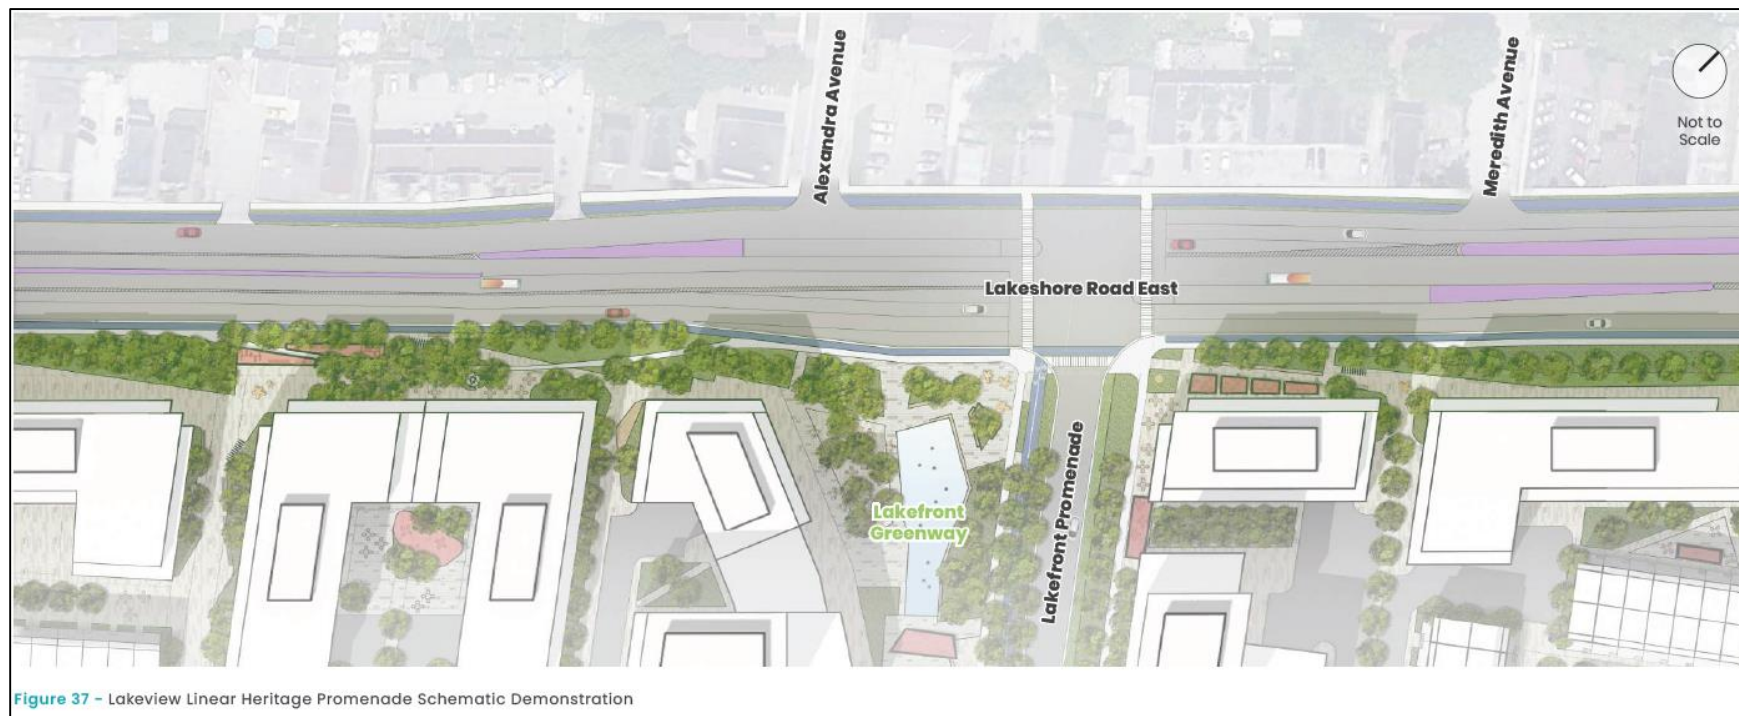 Alexandra Avenue
Meredith Avenue
Not to
Scale
Lakeshore Road East
Lakefront
Greenway
Lakefront Promenade
Figure 37 - Lakeview Linear Heritage Promenade Schematic Demonstration